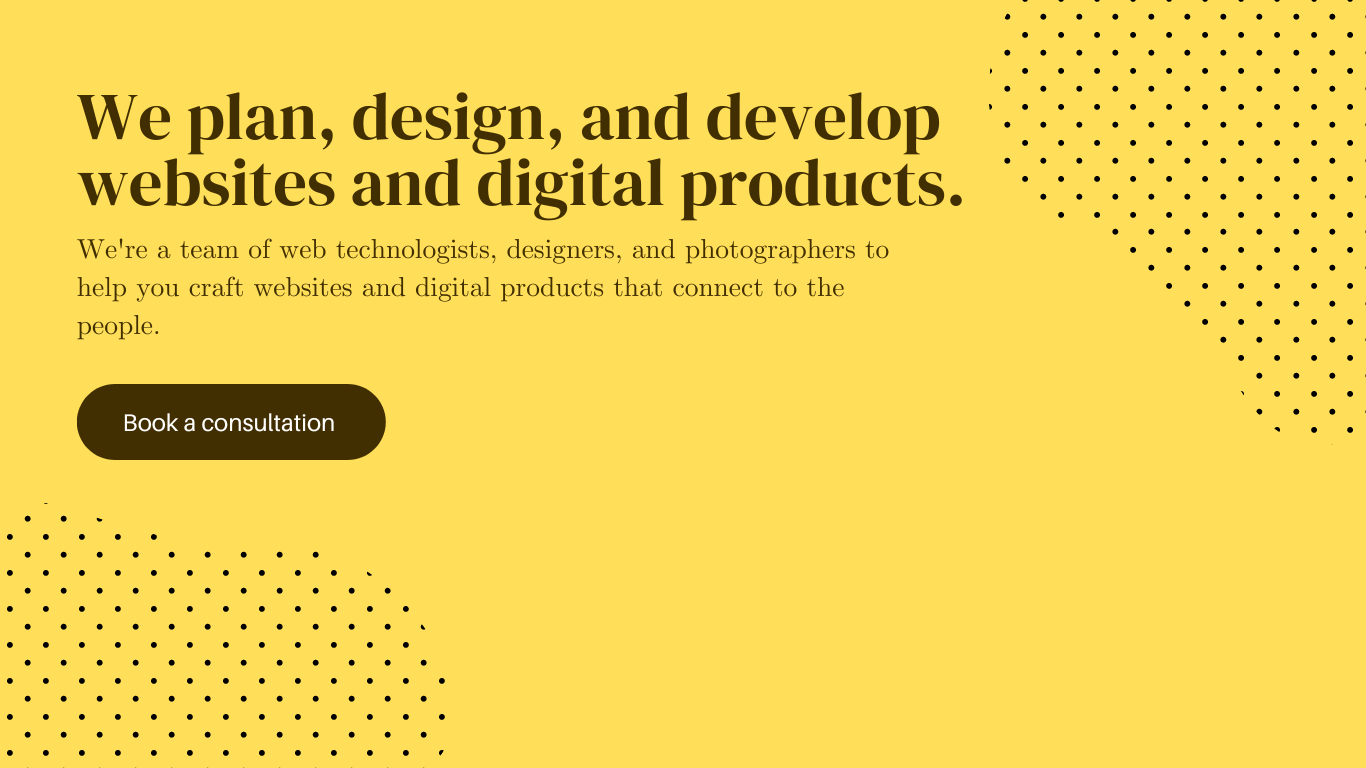 We plan, design, and develop
websites and digital products.
We're a team of web technologists, designers, and photographers to
help you craft websites and digital products that connect to the
people.
Book a consultation